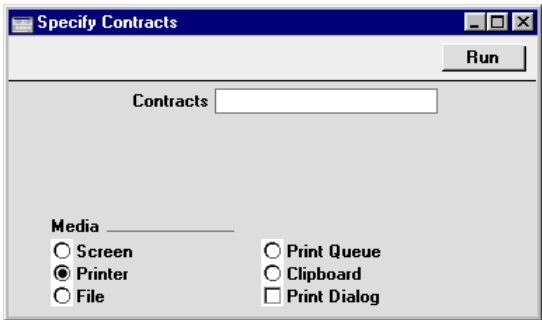 Specify Contracts
Run
Contracts
Media
Screen
Print Queue
Printer
Clipboard
File
Print Dialog